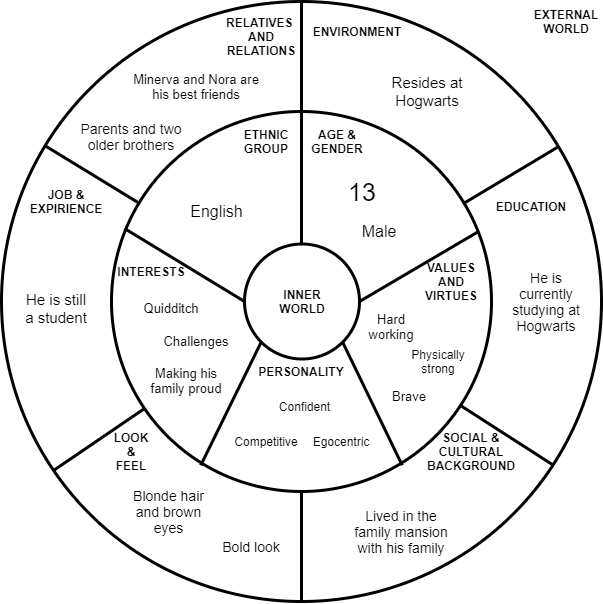 EXTERNAL
WORLD
RELATIVES
AND
RELATIONS
Minerva and Nora are
his best friends
Parents and two
older brothers
ENVIRONMENT
Resides at
Hogwarts
ETHNIC
GROUP
English
AGE &
GENDER
13
Male
JOB &
EXPIRIENCE
He is still
a student
EDUCATION
He is
currently
studying at
Hogwarts
INTERESTS
Quidditch
Challenges
Making his
family proud
INNER
WORLD
VALUES
AND
VIRTUES
Hard
working
Physically
strong
Brave
PERSONALITY
Confident
Competitive
Egocentric
LOOK
&
FEEL
Blonde hair
and brown
eyes
Bold look
SOCIAL &
CULTURAL
BACKGROUND
Lived in the
family mansion
with his family